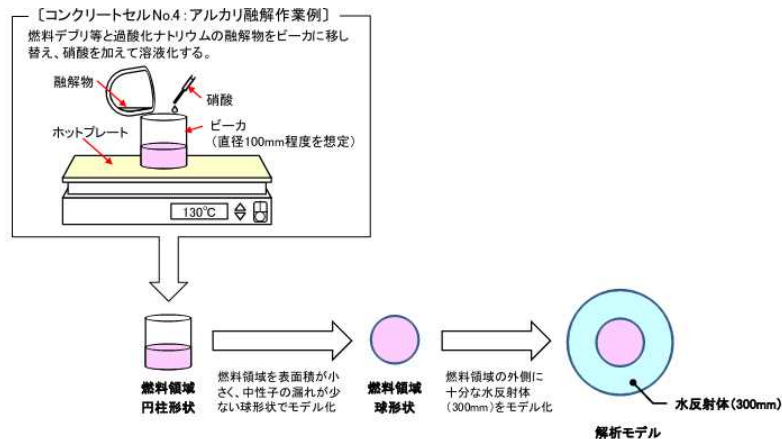 ［コンクリートセルNo.4：アルカリ融解作業例］
燃料デブリ等と過酸化ナトリウムの融解物をビーカに移し
替え、硝酸を加えて溶液化する。
融解物
硝酸
ホットプレート
ビーカ
（直径100mm程度を想定）
130℃
燃料領域
円柱形状
燃料領域を表面積が小
さく、中性子の漏れが少
ない球形状でモデル化
燃料領域
球形状
燃料領域の外側に
十分な水反射体
（300mm）をモデル化
水反射体（300mm）
解析モデル